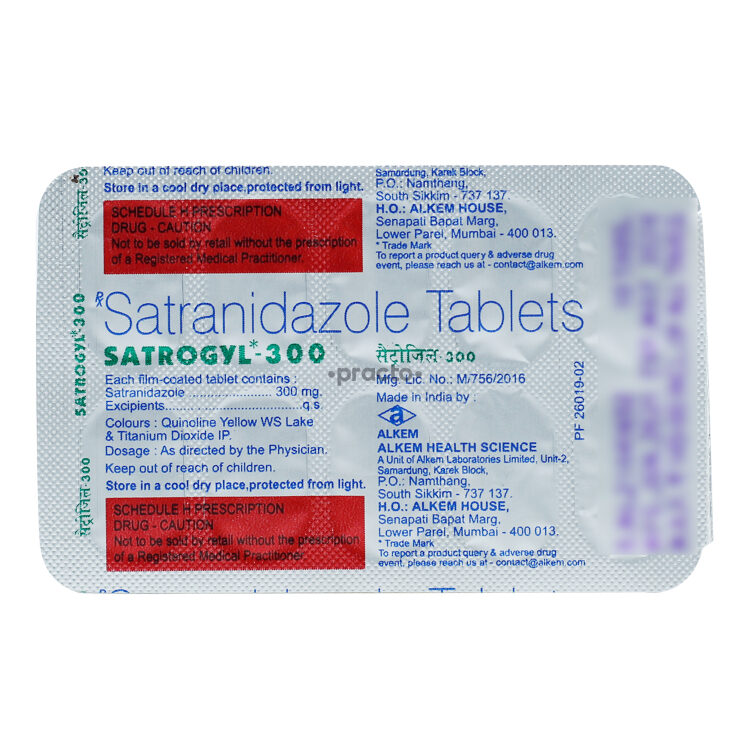 Keep out of reach of children.
Store in a cool dry place,protected from light.
SCHEDULE H PRESCRIPTION
DRUG - CAUTION
Not to be sold by retail without the prescription
of a Registered Medical Practitioner.
Samardung, Karek Block,
P.O.: Namthang,
South Sikkim - 737 137.
H.O.: ALKEM HOUSE,
Senapati Bapat Marg,
Lower Parel, Mumbai - 400 013.
* Trade Mark
To report a product query & adverse drug
event, please reach us at - contact@alkem.com
सैट्रोजिल-30
SATROGYL*-300
सैट्रोजिल-300
Rx Satranidazole Tablets
SATROGYL*-300
सैट्रोजिल-300
•practo•
Each film-coated tablet contains :
Satranidazole ..................... 300 mg.
Excipients........ .......................q.s.
Colours : Quinoline Yellow WS Lake
& Titanium Dioxide IP.
Dosage : As directed by the Physician.
Keep out of reach of children.
Store in a cool dry place,protected from light.
SCHEDULE H PRESCRIPTION
DRUG - CAUTION
Not to be sold by retail without the prescription
of a Registered Medical Practitioner.
Mfg. Lic. No.: M/756/2016
Made in India by :
a
ALKEM
ALKEM HEALTH SCIENCE
A Unit of Alkem Laboratories Limited, Unit-2,
Samardung, Karek Block,
P.O.: Namthang,
South Sikkim - 737 137.
H.O.: ALKEM HOUSE,
Senapati Bapat Marg,
Lower Parel, Mumbai - 400 013.
* Trade Mark
To report a product query & adverse drug
event, please reach us at - contact@alkem.com
PF 26019-02